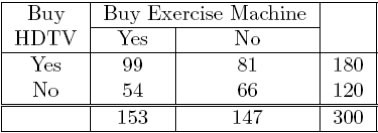 Buy Buy Exercise Machine
HDTV Yes No
Yes 99 81 180
No 54 66 120
153 147 300